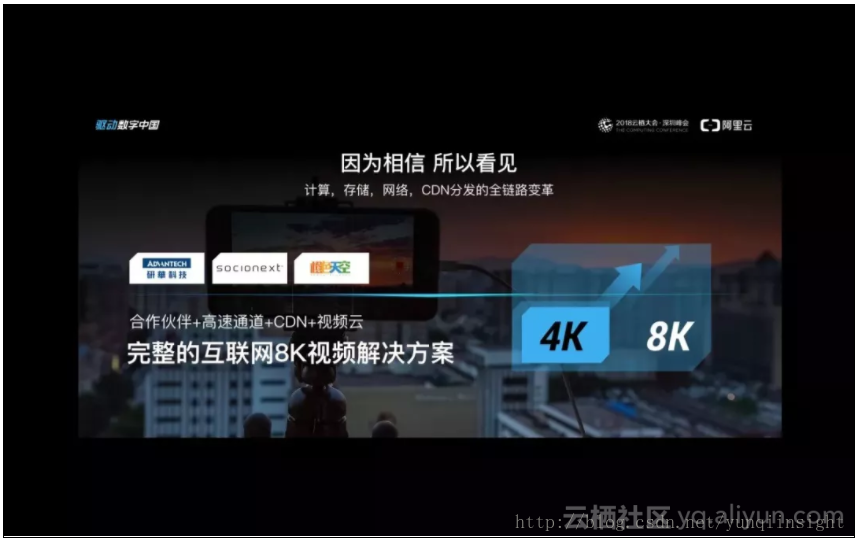 驱动数字中国
2018云栖大会·深圳峰会
THE COMPUTING CONFERENCE
阿里云
因为相信 所以看见
计算，存储，网络，CDN分发的全链路变革
ADVANTECH
研華科技
socionext
合作伙伴+高速通道+CDN+视频云
完整的互联网8K视频解决方案
4K
8K
云栖社区 yq.aliyun.com
http://blog.csdn.net/yunqiinsight